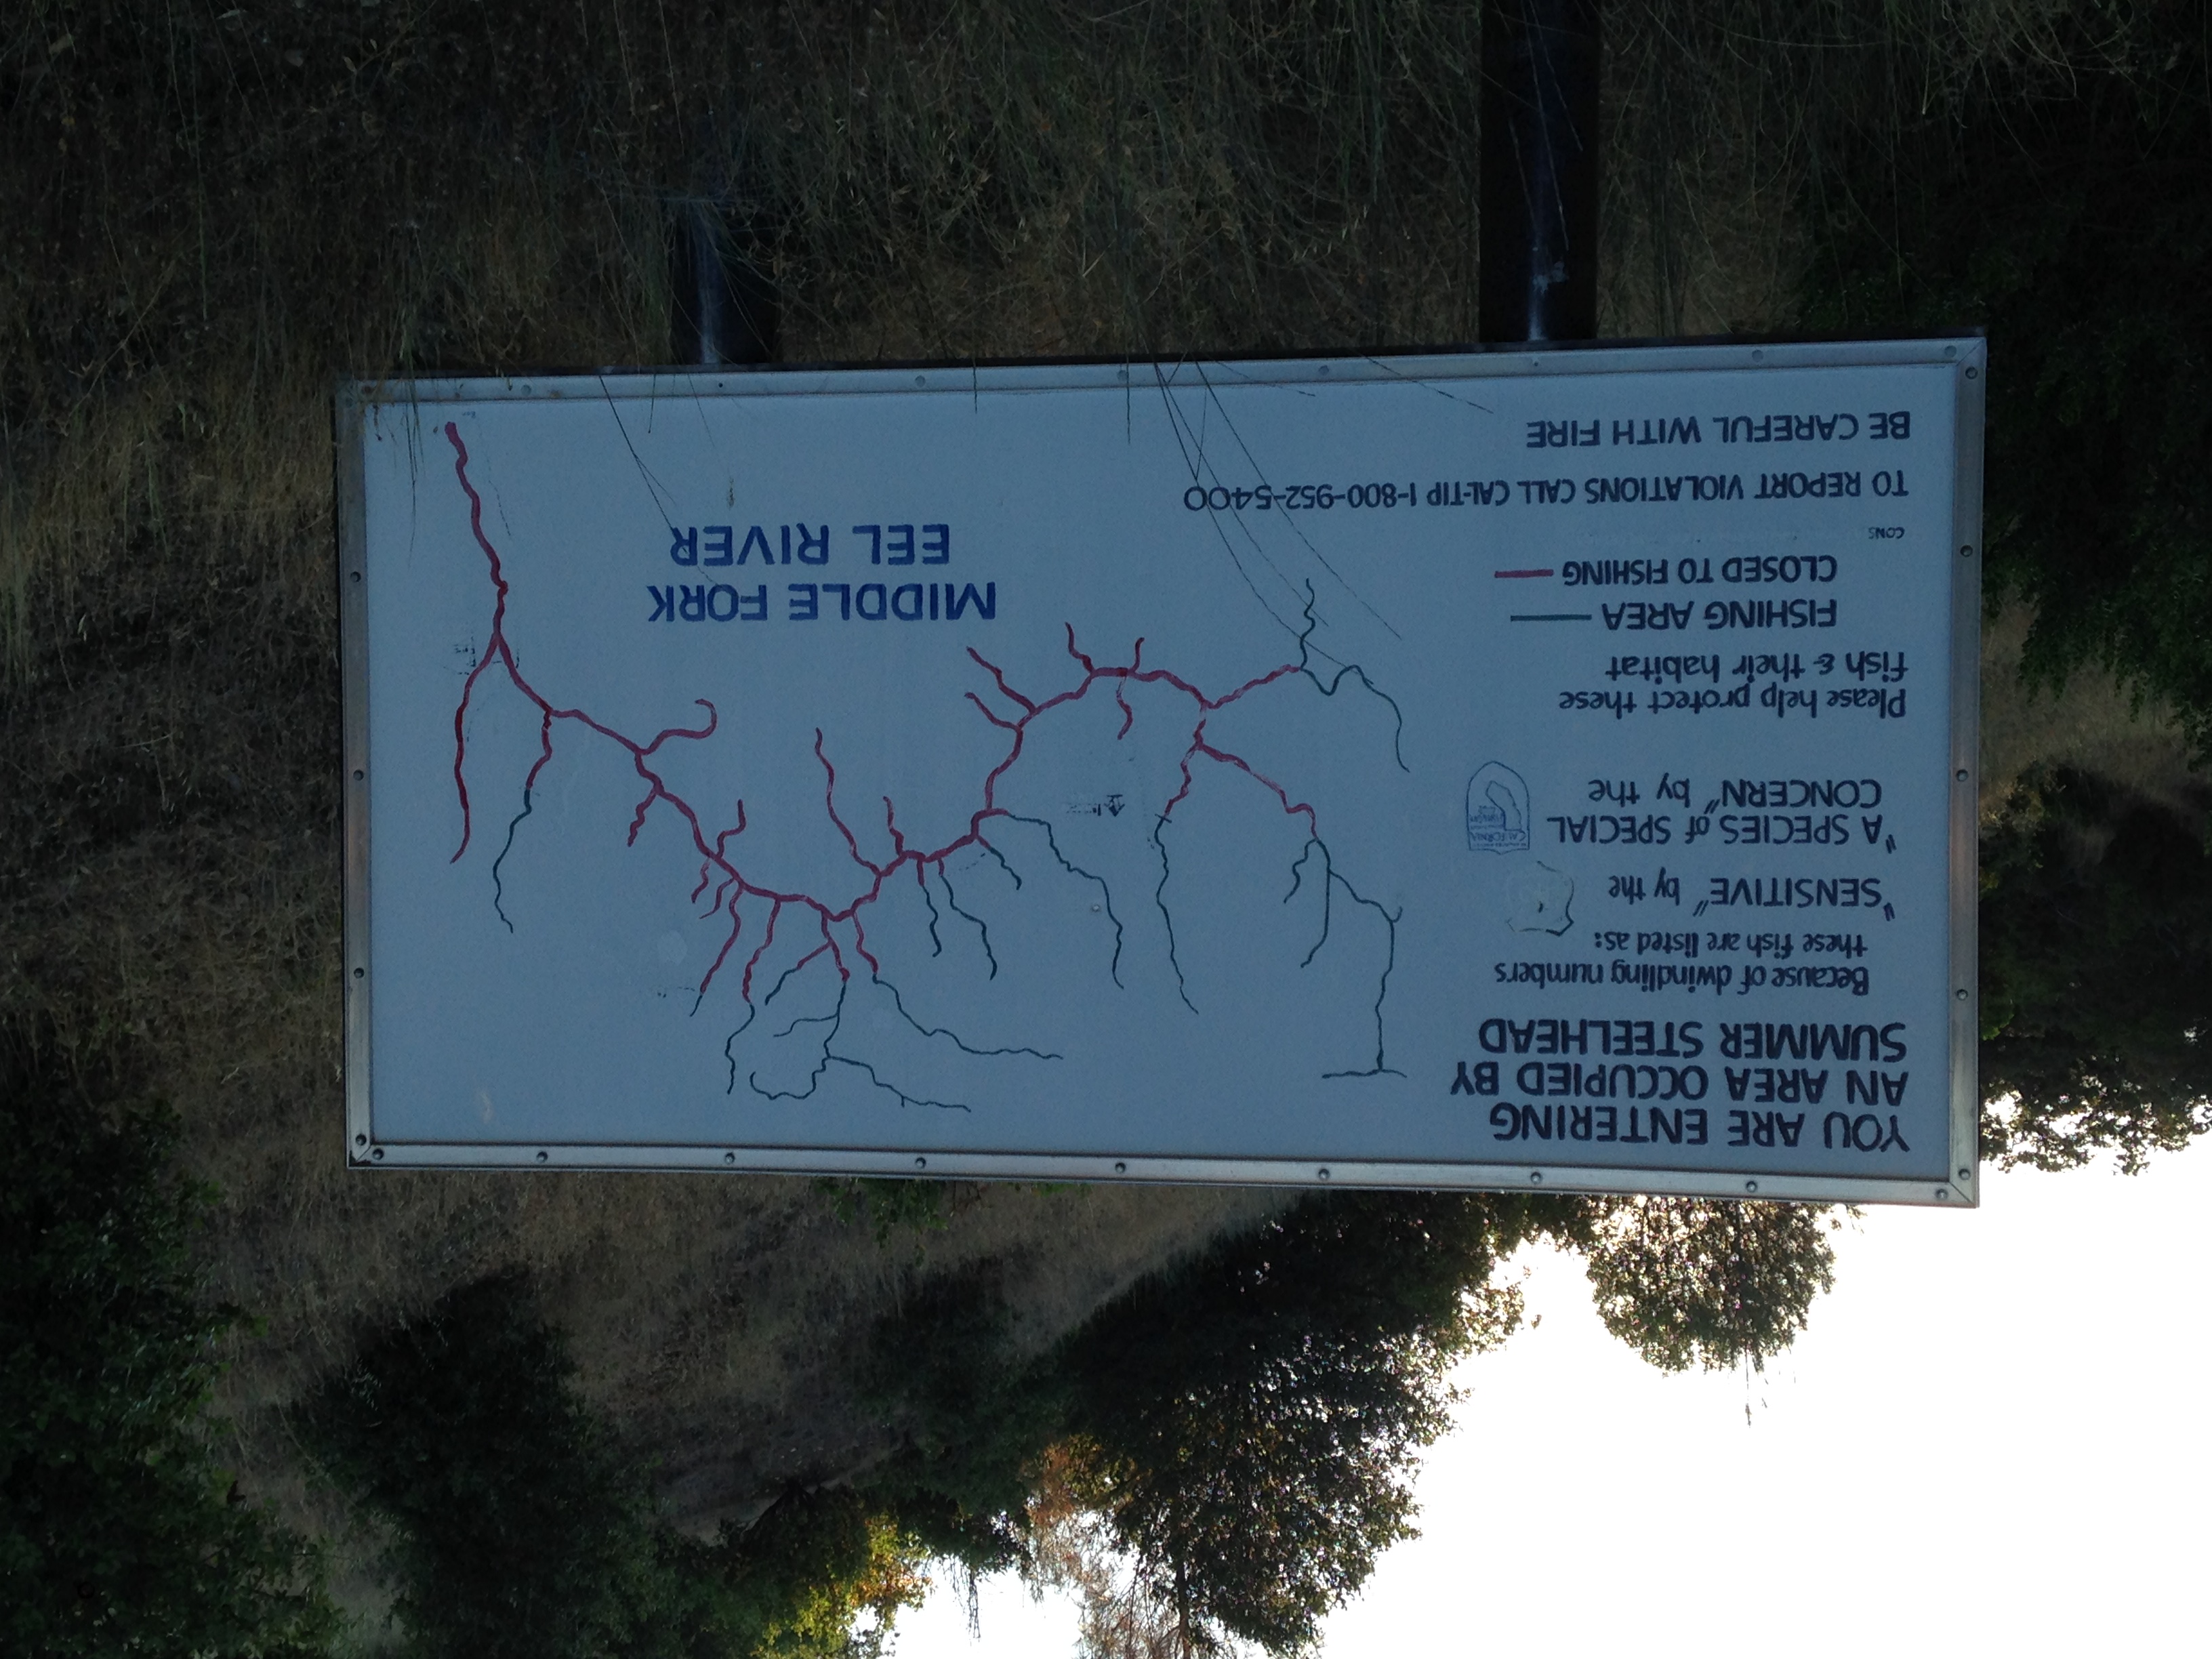 YOU ARE ENTERING
AN AREA OCCUPIED BY
SUMMER STEELHEAD
Because of dwindling numbers
these fish are listed as:
"SENSITIVE" by the
"A SPECIES of SPECIAL
CONCERN" by the
CALIFORNIA
Please help protect these
fish & their habitat
FISHING AREA
CLOSED TO FISHING
CONS
TO REPORT VIOLATIONS CALL CAL-TIP 1-800-952-5400
BE CAREFUL WITH FIRE
MIDDLE FORK
EEL RIVER